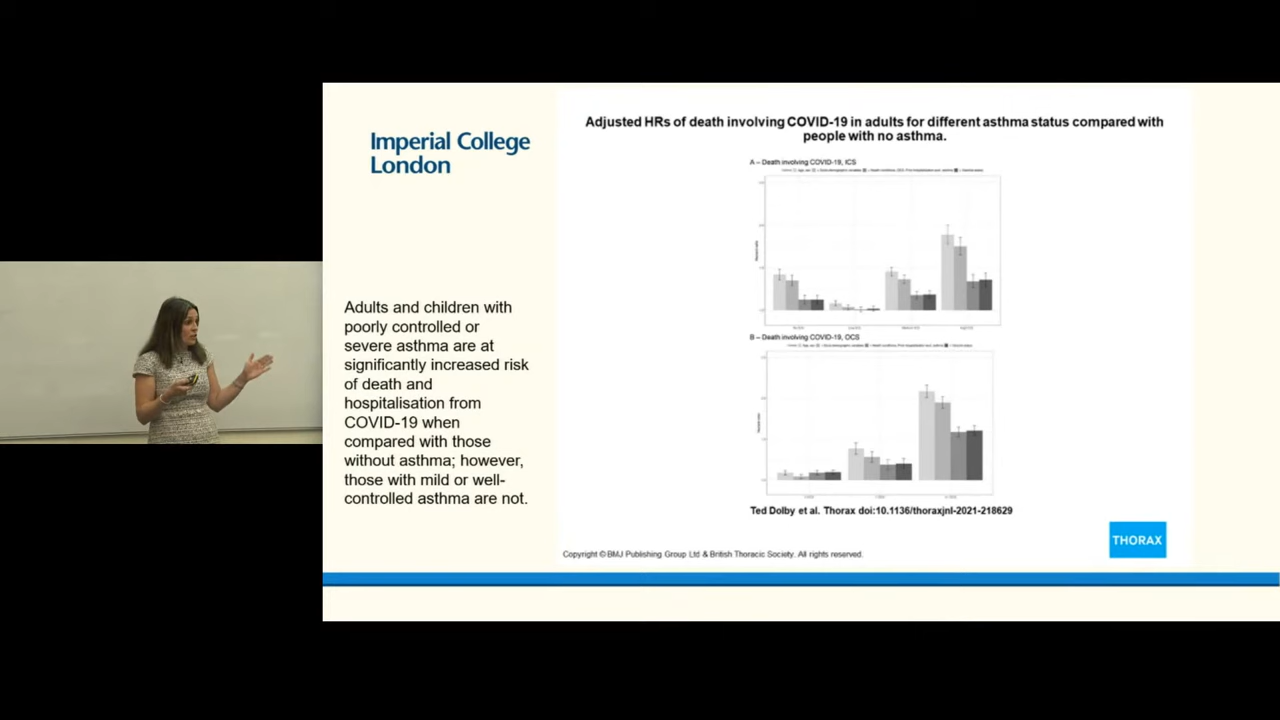 Imperial College
London
Adults and children with
poorly controlled or
severe asthma are at
significantly increased risk
of death and
hospitalisation from
COVID-19 when
compared with those
without asthma; however,
those with mild or well-
controlled asthma are not.
Adjusted HRs of death involving COVID-19 in adults for different asthma status compared with
people with no asthma.
A – Death involving COVID-19, ICS
B – Death involving COVID-19, OCS
Ted Dolby et al. Thorax doi:10.1136/thoraxjnl-2021-218629
THORAX
Copyright © BMJ Publishing Group Ltd & British Thoracic Society. All rights reserved.